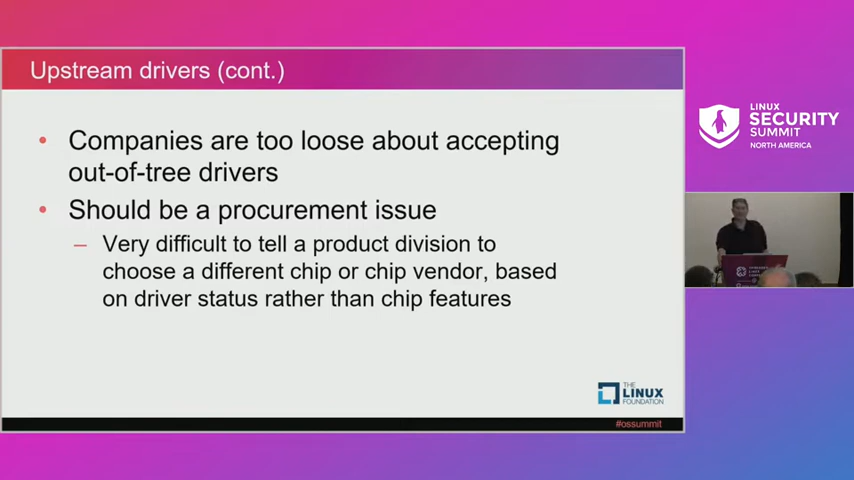 Upstream drivers (cont.)
• Companies are too loose about accepting
out-of-tree drivers
• Should be a procurement issue
– Very difficult to tell a product division to
choose a different chip or chip vendor, based
on driver status rather than chip features
THE
LINUX
FOUNDATION
#ossummit
LINUX
SECURITY
SUMMIT
NORTH AMERICA